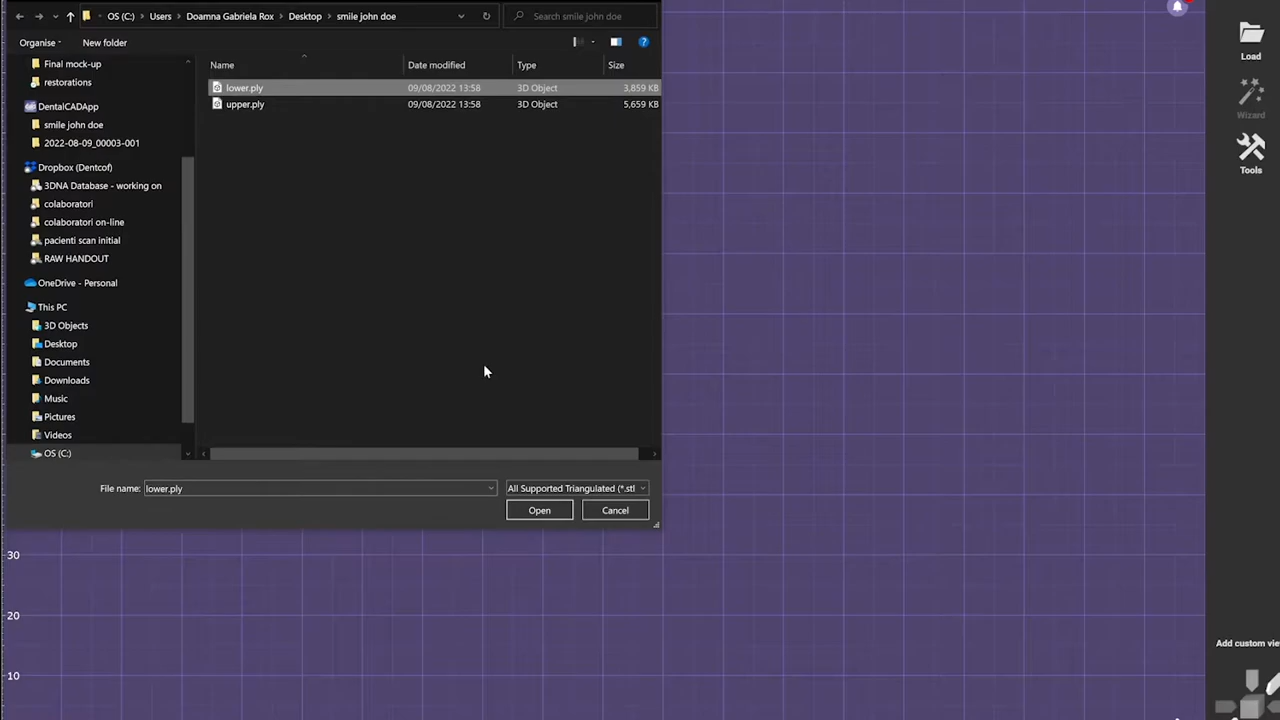 OS (C:) Users Doamna Gabriela Rox Desktop smile john doe
Search smile john doe
Organise
New folder
Name Date modified Type Size
lower.ply 09/08/2022 13:58 3D Object 3,859 KB
upper.ply 09/08/2022 13:58 3D Object 5,659 KB
Final mock-up
restorations
DentalCADApp
smile john doe
2022-08-09_00003-001
Dropbox (Dentcof)
3DNA Database - working on
colaboratori
colaboratori on-line
pacienti scan initial
RAW HANDOUT
OneDrive - Personal
This PC
3D Objects
Desktop
Documents
Downloads
Music
Pictures
Videos
OS (C:)
File name: lower.ply
All Supported Triangulated (*.stl
Open
Cancel
30
20
10
Load
Wizard
Tools
Add custom vie